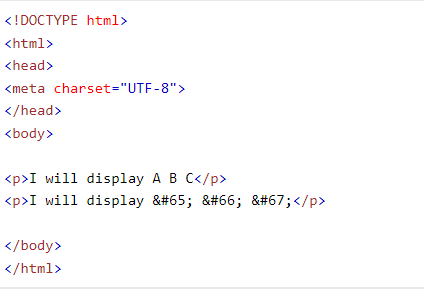 <!DOCTYPE html>
<html>
<head>
<meta charset="UTF-8">
</head>
<body>
<p>I will display A B C</p>
<p>I will display &#65; &#66; &#67;</p>
</body>
</html>